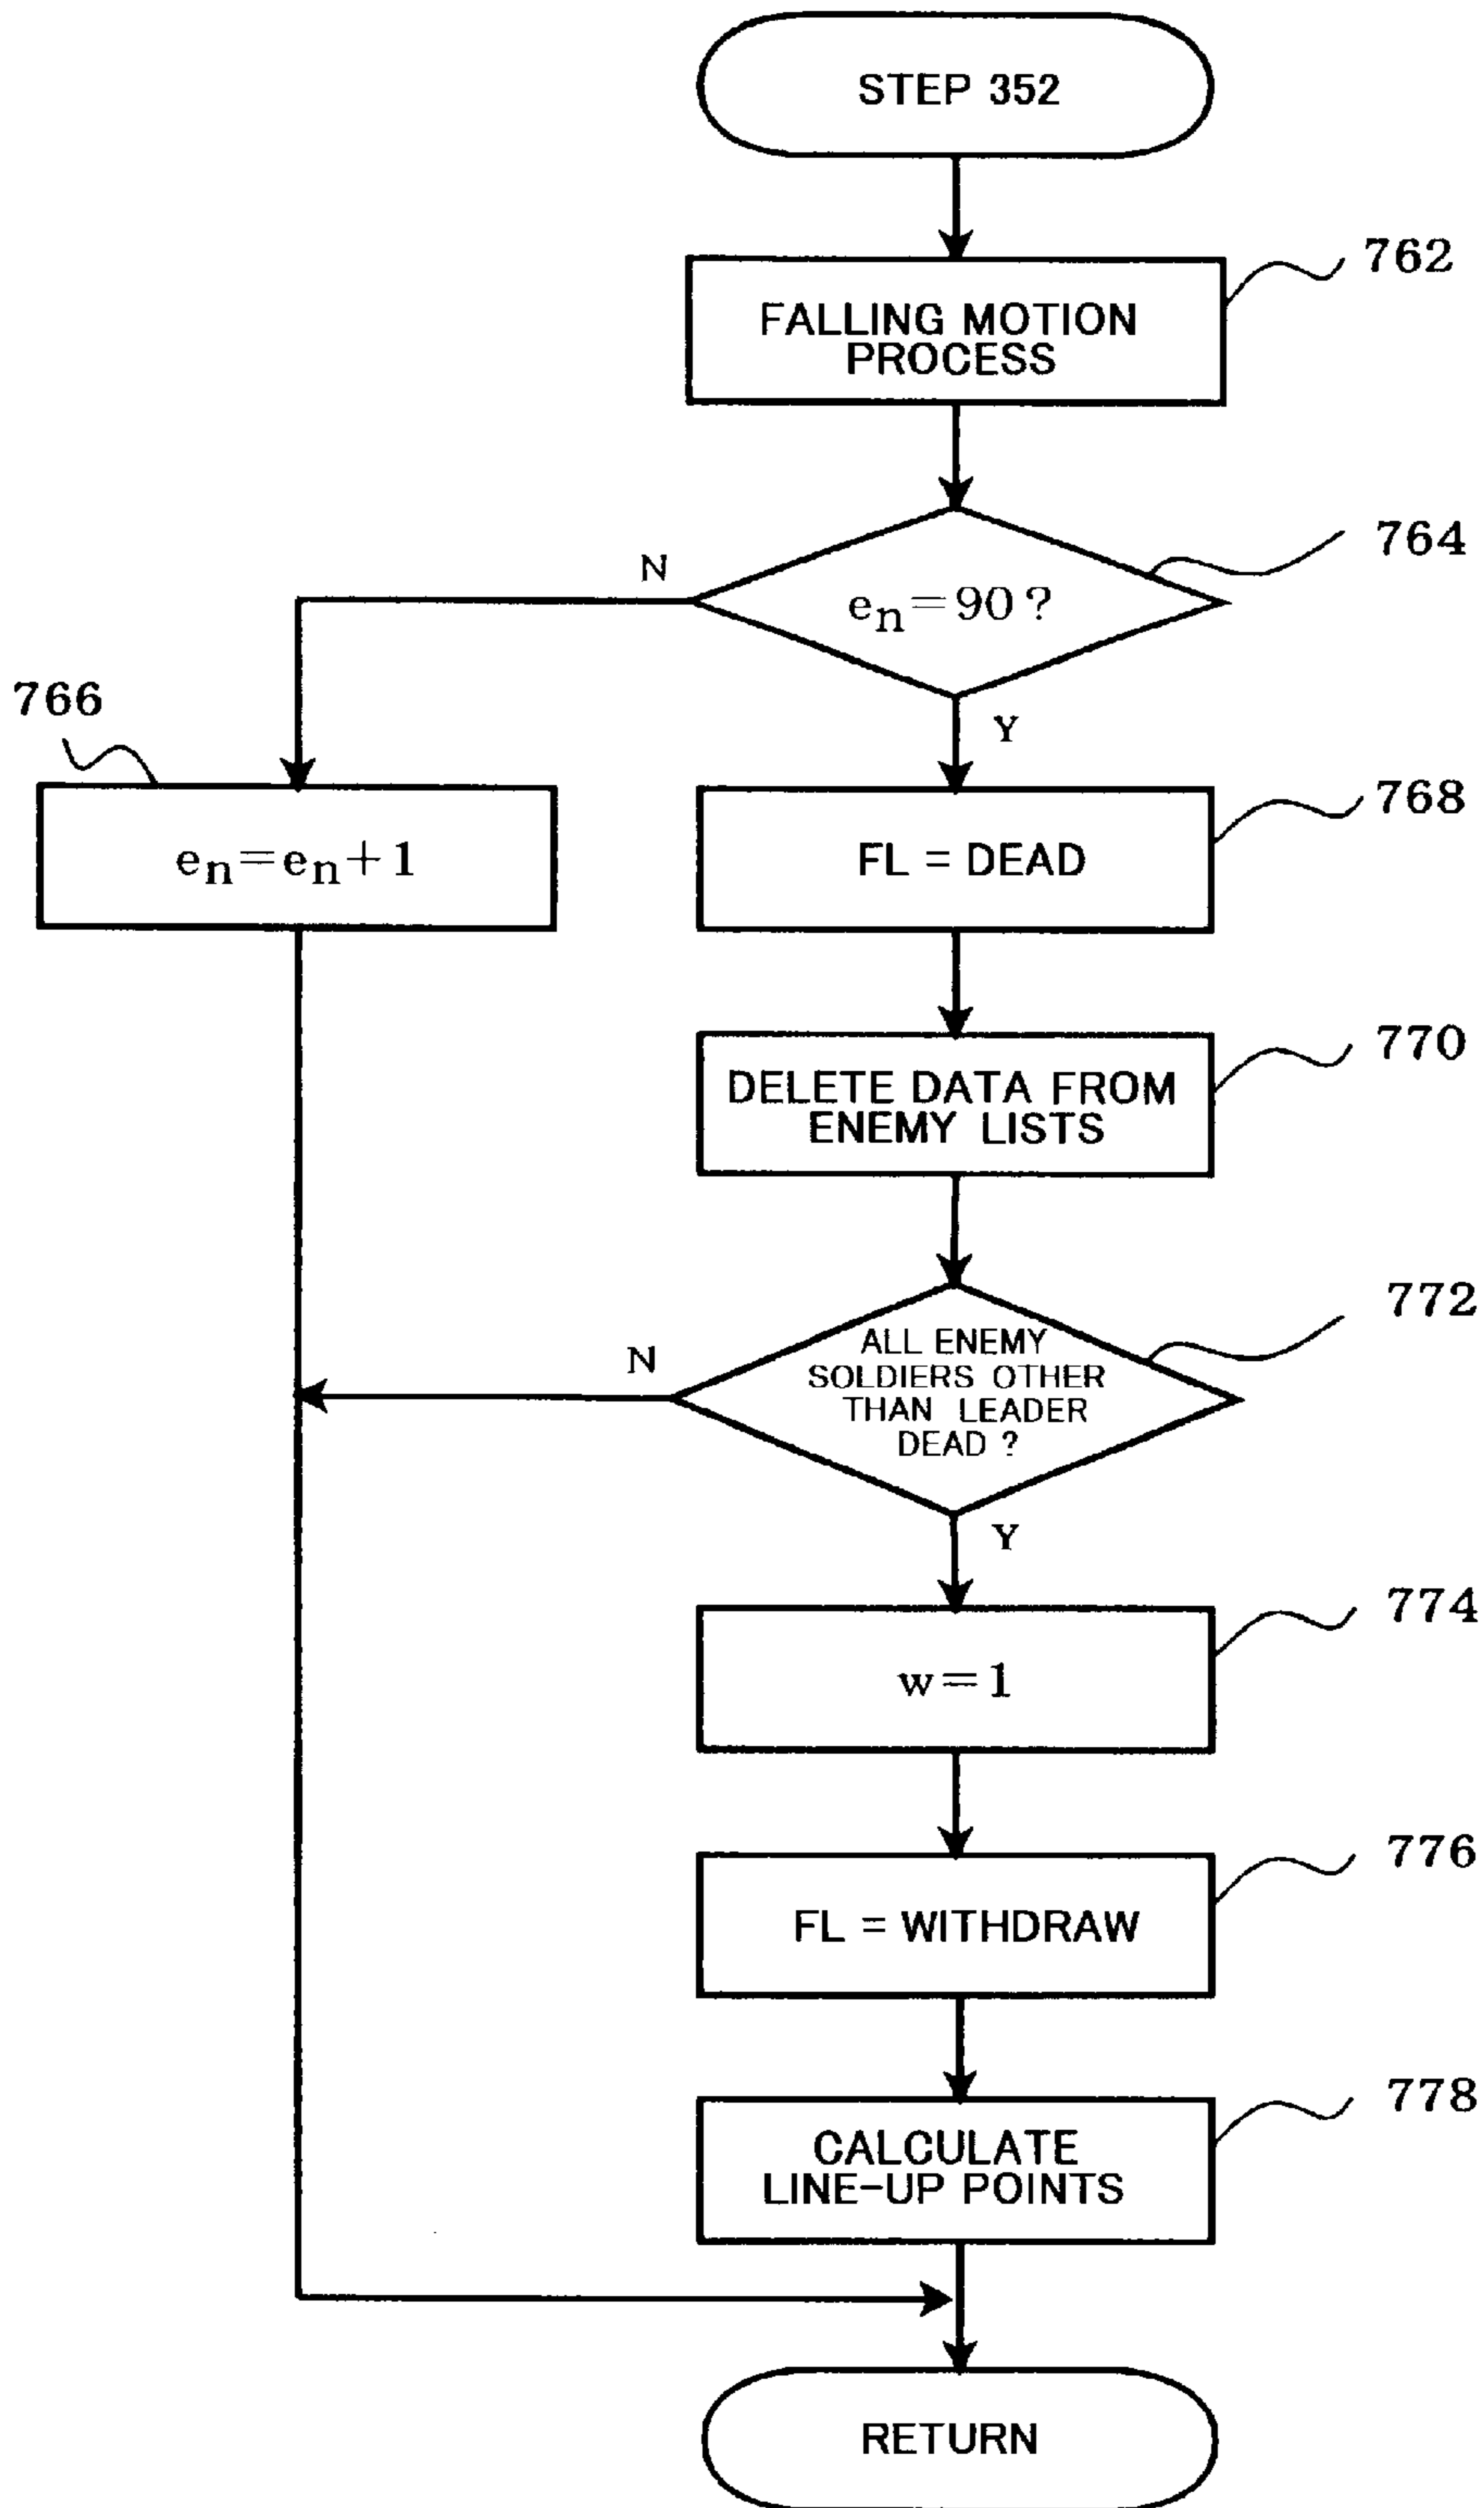 STEP 352
762
FALLING MOTION
PROCESS
764
N
eₙ=90?
Y
766
eₙ=eₙ+1
768
FL = DEAD
770
DELETE DATA FROM
ENEMY LISTS
772
N
ALL ENEMY
SOLDIERS OTHER
THAN LEADER
DEAD ?
Y
774
w=1
776
FL = WITHDRAW
778
CALCULATE
LINE-UP POINTS
RETURN